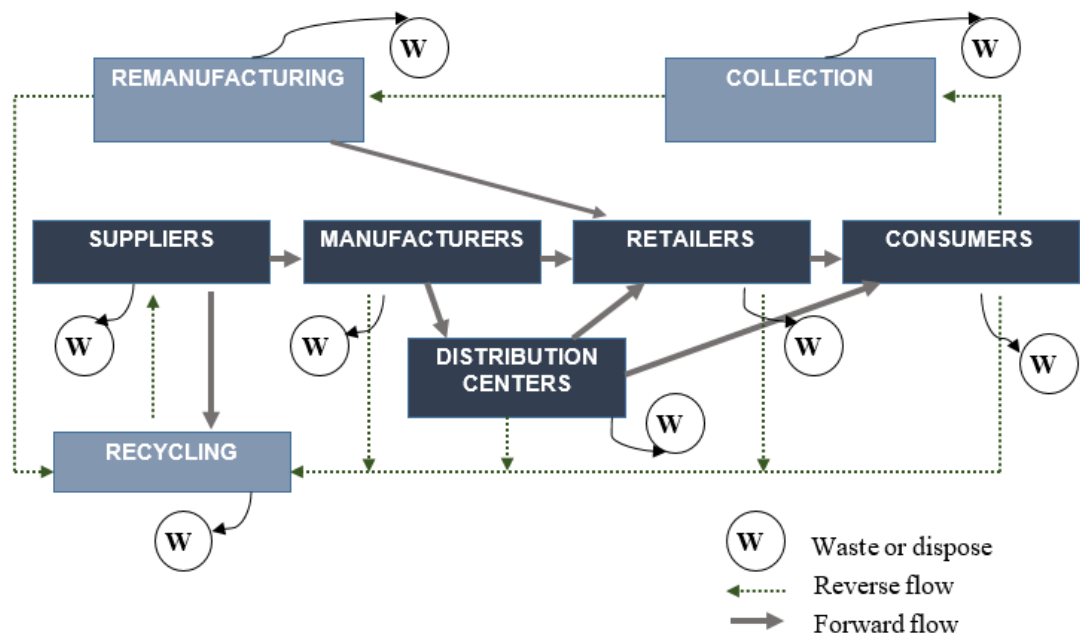 W
W
REMANUFACTURING
COLLECTION
SUPPLIERS
MANUFACTURERS
RETAILERS
CONSUMERS
W
W
W
W
DISTRIBUTION
CENTERS
W
RECYCLING
W
W
Waste or dispose
Reverse flow
Forward flow